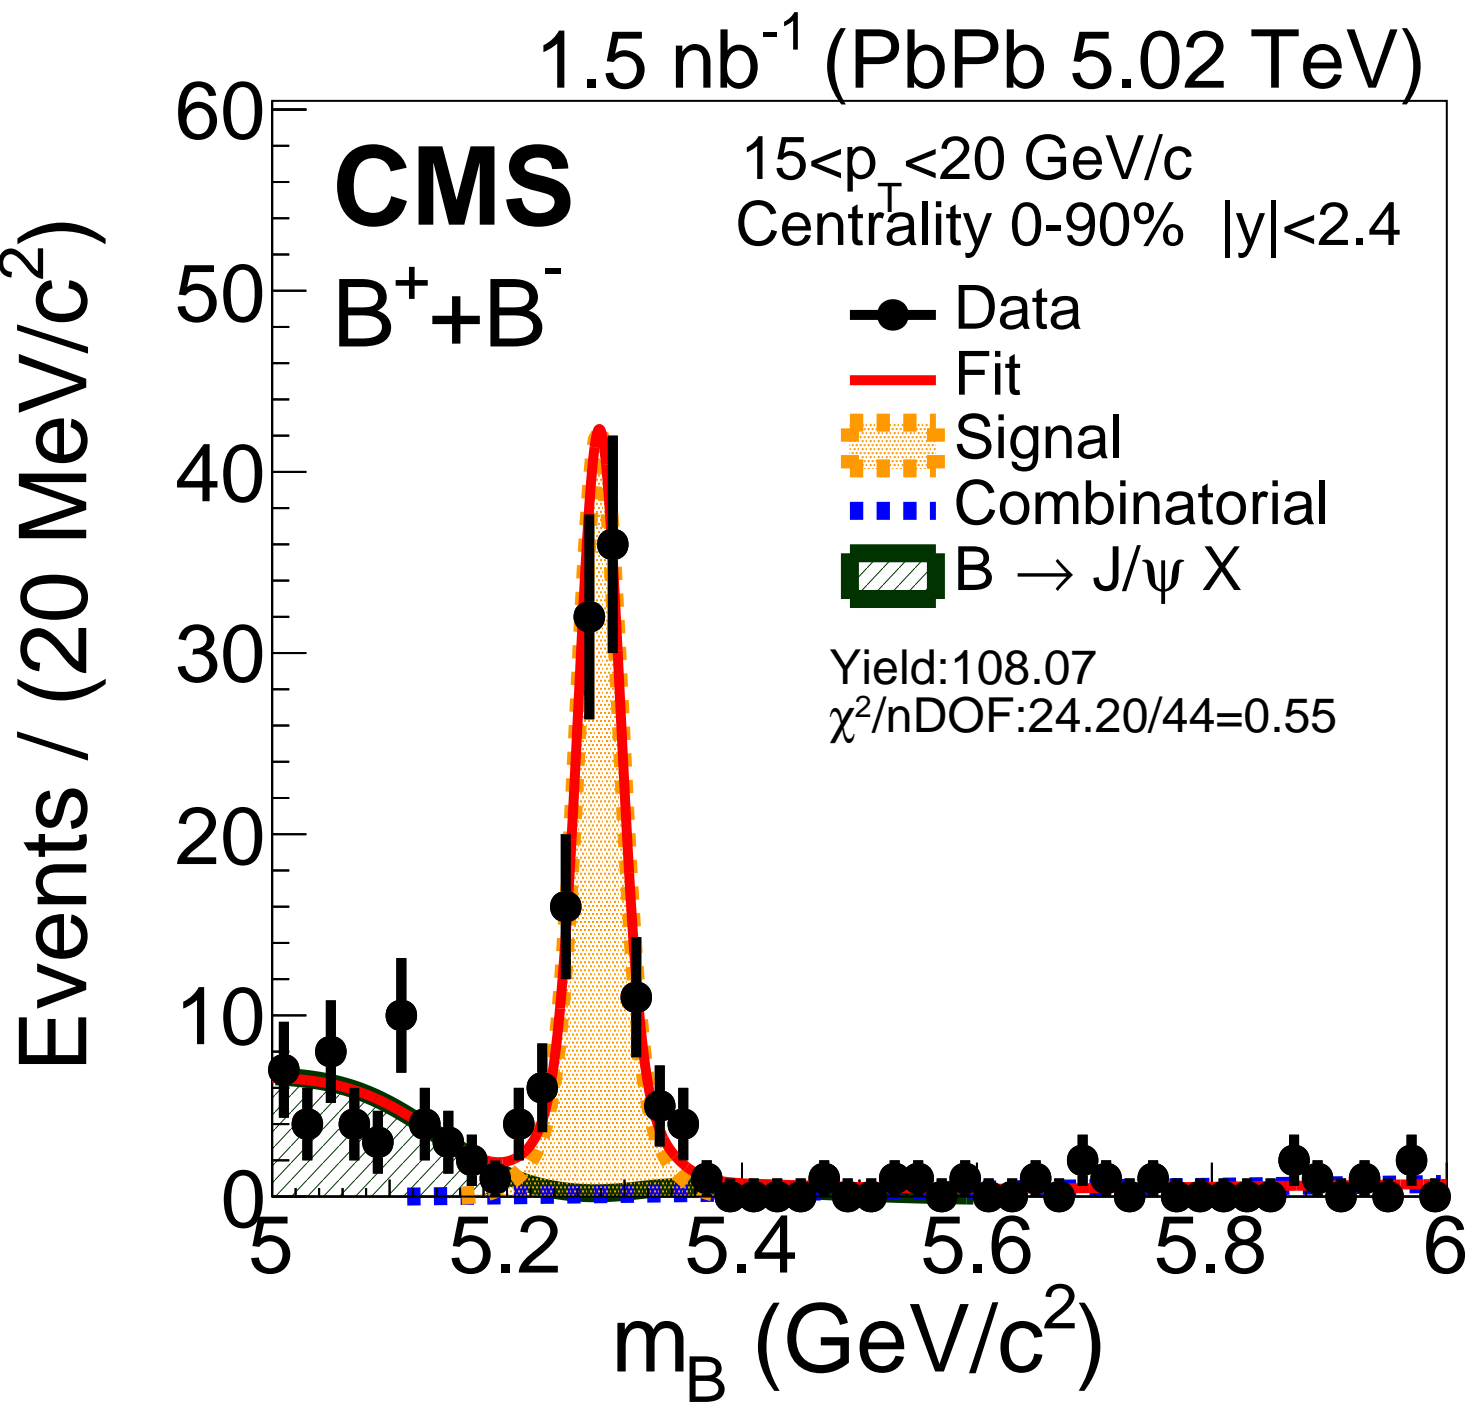 1.5 nb⁻¹ (PbPb 5.02 TeV)
CMS
B⁺+B⁻
15<p_T<20 GeV/c
Centrality 0-90% |y|<2.4
Data
Fit
Signal
Combinatorial
B → J/ψ X
Yield:108.07
χ²/nDOF:24.20/44=0.55
Events / (20 MeV/c²)
60
50
40
30
20
10
0
5 5.2 5.4 5.6 5.8 6
m_B (GeV/c²)